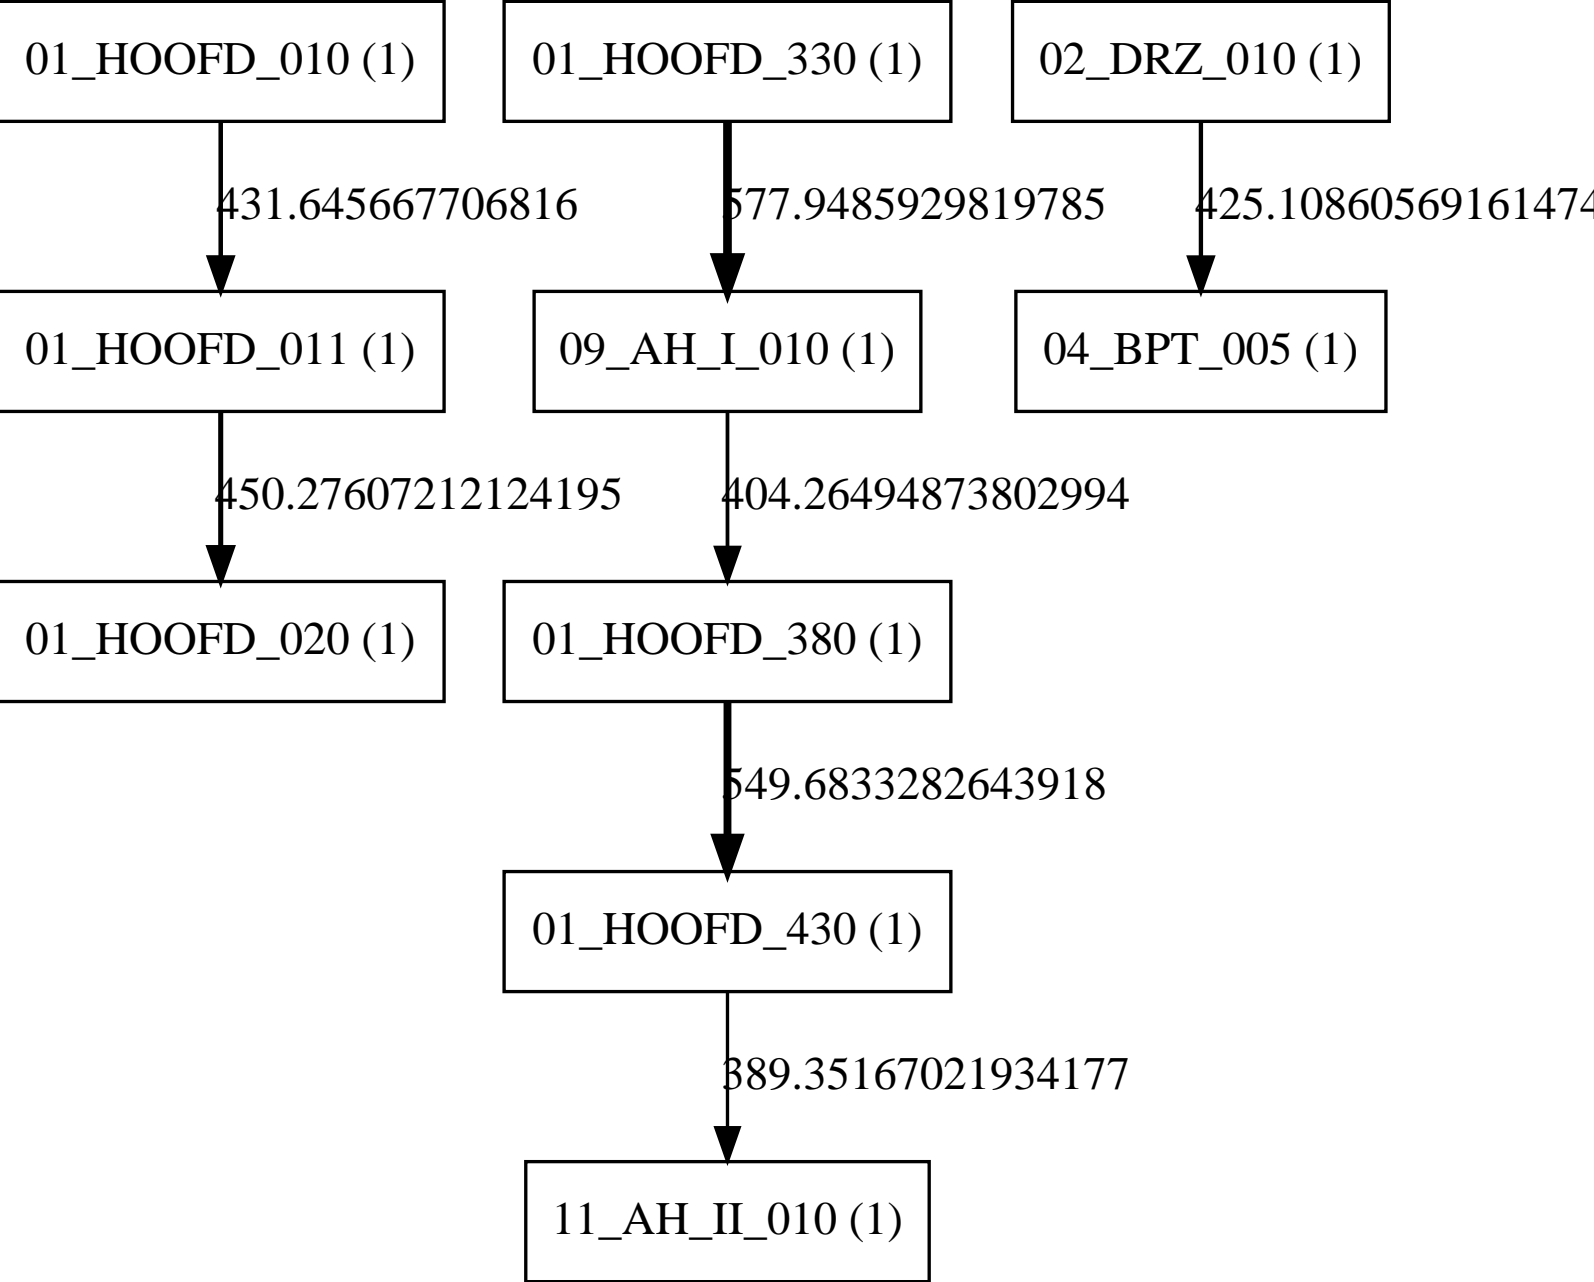 01_HOOFD_010 (1)
01_HOOFD_330 (1)
02_DRZ_010 (1)
431.645667706816
577.9485929819785
425.10860569161474
01_HOOFD_011 (1)
09_AH_I_010 (1)
04_BPT_005 (1)
450.27607212124195
404.26494873802994
01_HOOFD_020 (1)
01_HOOFD_380 (1)
549.6833282643918
01_HOOFD_430 (1)
389.35167021934177
11_AH_II_010 (1)